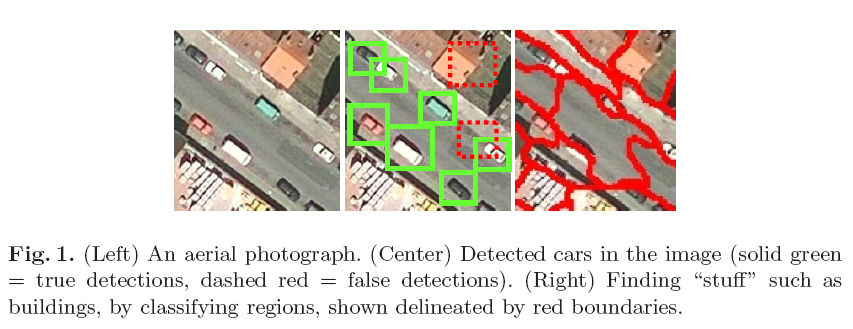 Fig. 1. (Left) An aerial photograph. (Center) Detected cars in the image (solid green
= true detections, dashed red = false detections). (Right) Finding “stuff” such as
buildings, by classifying regions, shown delineated by red boundaries.